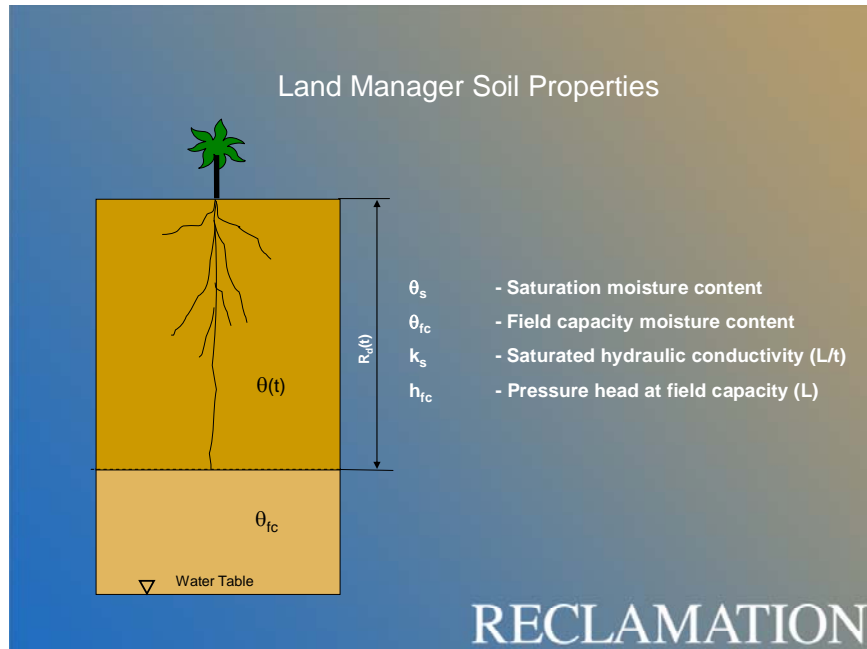 Land Manager Soil Properties
θs - Saturation moisture content
θfc - Field capacity moisture content
ks - Saturated hydraulic conductivity (L/t)
hfc - Pressure head at field capacity (L)
Rd(t)
θ(t)
θfc
Water Table
RECLAMATION